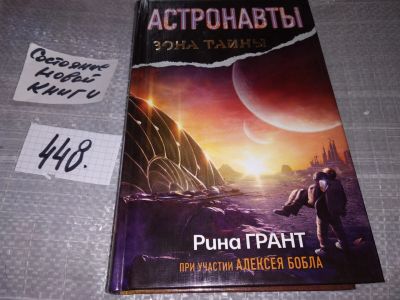 Состояние
новой
книги
448.
АСТРОНАВТЫ
ЗОНА ТАЙНЫ
Рина ГРАНТ
ПРИ УЧАСТИИ АЛЕКСЕЯ БОБЛА